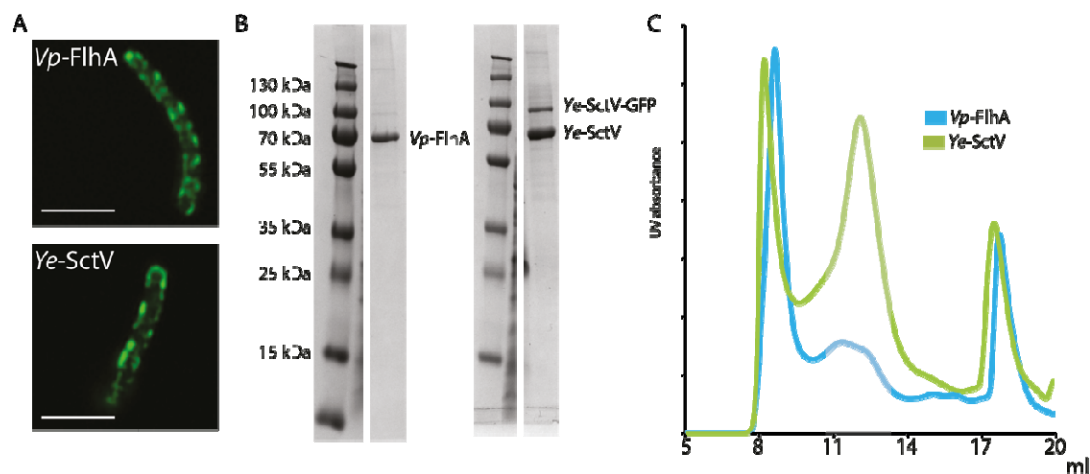 A
Vp-FlhA
Ye-SctV
B
130 kDa
100 kDa
70 kDa
55 kDa
35 kDa
25 kDa
15 kDa
Vp-FlhA
Ye-SctV-GFP
Ye-SctV
C
UV absorbance
Vp-FlhA
Ye-SctV
5 8 11 14 17 20
ml